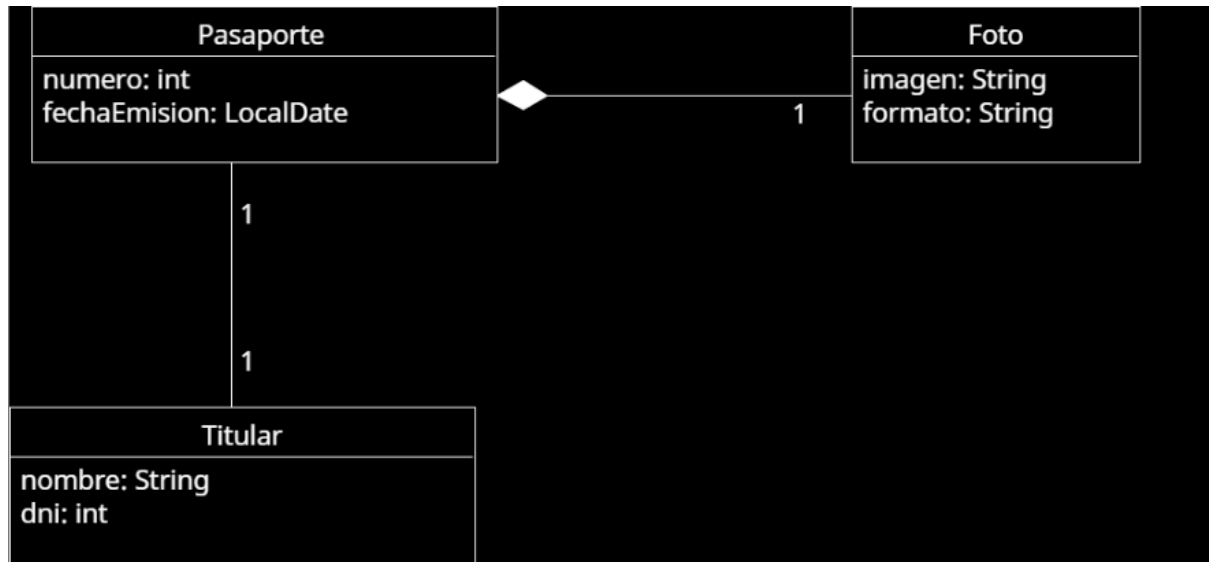 Pasaporte
numero: int
fechaEmision: LocalDate
Foto
imagen: String
formato: String
1
1
1
Titular
nombre: String
dni: int